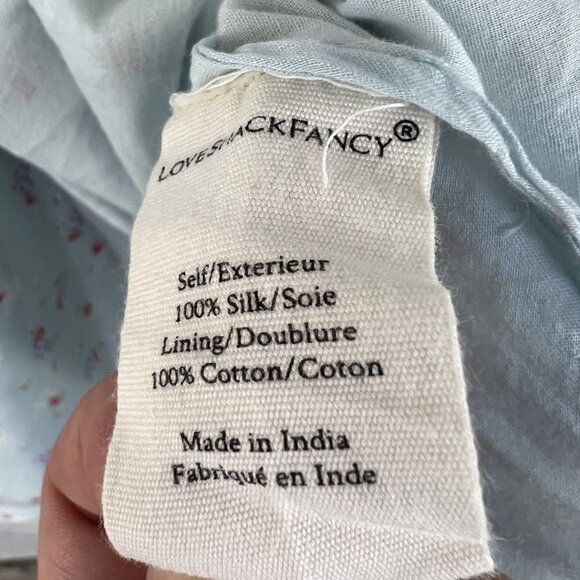 LOVESHACKFANCY®
Self/Exterieur
100% Silk/Soie
Lining/Doublure
100% Cotton/Coton
Made in India
Fabriqué en Inde